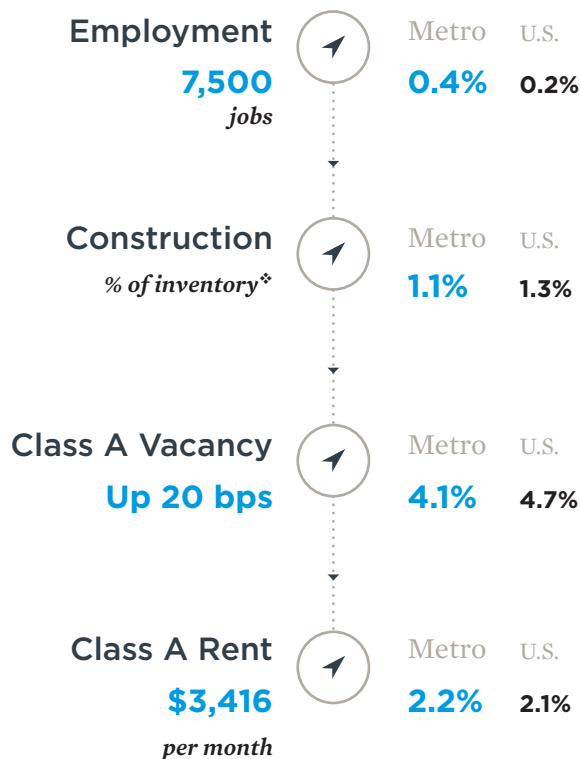 Employment Metro U.S.
7,500 0.4% 0.2%
jobs
Construction Metro U.S.
% of inventory❖ 1.1% 1.3%
Class A Vacancy Metro U.S.
Up 20 bps 4.1% 4.7%
Class A Rent Metro U.S.
$3,416 2.2% 2.1%
per month